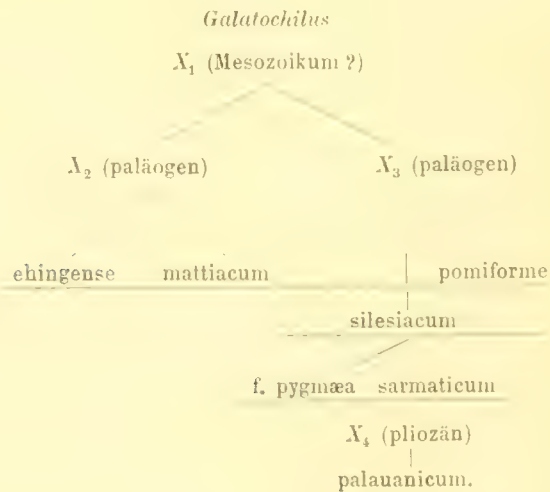 Galatochilus
X₁ (Mesozoikum ?)
X₂ (paläogen) X₃ (paläogen)
ehingense mattiacum pomiforme
silesiacum
f. pygmæa sarmaticum
X₄ (pliozän)
palauanicum.